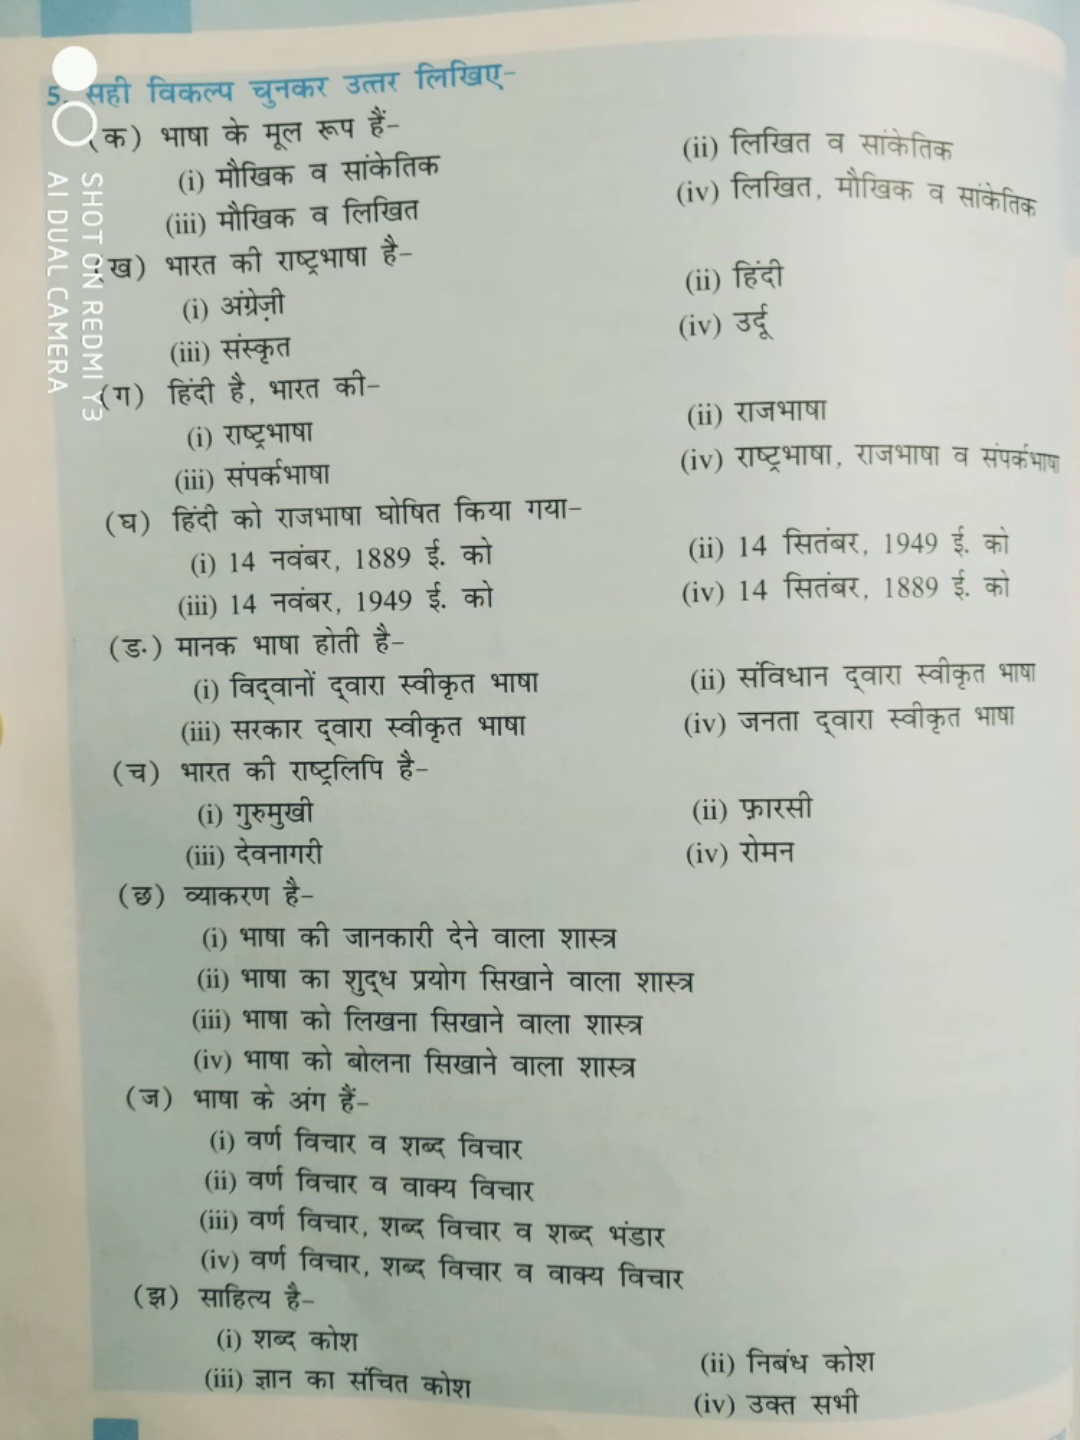 5. सही विकल्प चुनकर उत्तर लिखिए-
(क) भाषा के मूल रूप हैं-
(i) मौखिक व सांकेतिक
(ii) लिखित व सांकेतिक
(iii) मौखिक व लिखित
(iv) लिखित, मौखिक व सांकेतिक
(ख) भारत की राष्ट्रभाषा है-
(i) अंग्रेज़ी
(ii) हिंदी
(iii) संस्कृत
(iv) उर्दू
(ग) हिंदी है, भारत की-
(i) राष्ट्रभाषा
(ii) राजभाषा
(iii) संपर्कभाषा
(iv) राष्ट्रभाषा, राजभाषा व संपर्कभाषा
(घ) हिंदी को राजभाषा घोषित किया गया-
(i) 14 नवंबर, 1889 ई. को
(ii) 14 सितंबर, 1949 ई. को
(iii) 14 नवंबर, 1949 ई. को
(iv) 14 सितंबर, 1889 ई. को
(ङ) मानक भाषा होती है-
(i) विद्वानों द्वारा स्वीकृत भाषा
(ii) संविधान द्वारा स्वीकृत भाषा
(iii) सरकार द्वारा स्वीकृत भाषा
(iv) जनता द्वारा स्वीकृत भाषा
(च) भारत की राष्ट्रलिपि है-
(i) गुरुमुखी
(ii) फ़ारसी
(iii) देवनागरी
(iv) रोमन
(छ) व्याकरण है-
(i) भाषा की जानकारी देने वाला शास्त्र
(ii) भाषा का शुद्ध प्रयोग सिखाने वाला शास्त्र
(iii) भाषा को लिखना सिखाने वाला शास्त्र
(iv) भाषा को बोलना सिखाने वाला शास्त्र
(ज) भाषा के अंग हैं-
(i) वर्ण विचार व शब्द विचार
(ii) वर्ण विचार व वाक्य विचार
(iii) वर्ण विचार, शब्द विचार व शब्द भंडार
(iv) वर्ण विचार, शब्द विचार व वाक्य विचार
(झ) साहित्य है-
(i) शब्द कोश
(ii) निबंध कोश
(iii) ज्ञान का संचित कोश
(iv) उक्त सभी
SHOT ON REDMI Y3
AI DUAL CAMERA